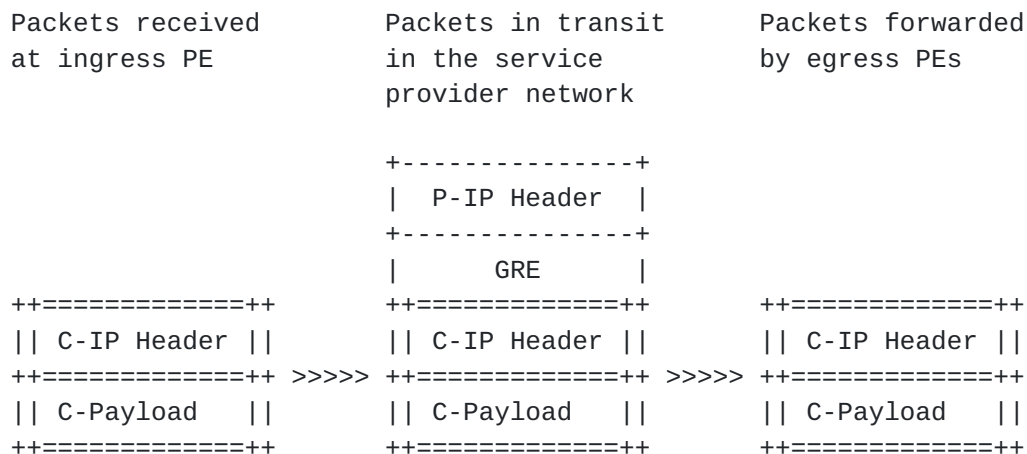 Packets received        Packets in transit      Packets forwarded
at ingress PE           in the service          by egress PEs
                        provider network

                        +---------------+
                        |  P-IP Header  |
                        +---------------+
                        |      GRE      |
++=============++       ++=============++       ++=============++
|| C-IP Header ||       || C-IP Header ||       || C-IP Header ||
++=============++ >>>>> ++=============++ >>>>> ++=============++
|| C-Payload   ||       || C-Payload   ||       || C-Payload   ||
++=============++       ++=============++       ++=============++